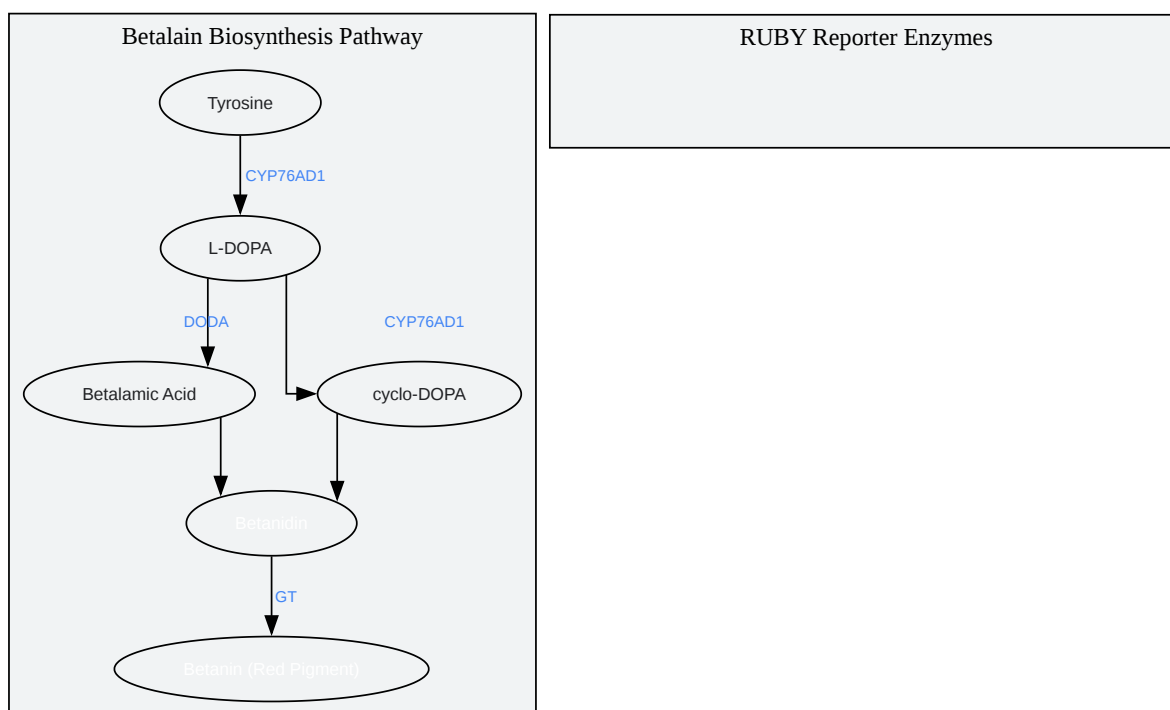 Betalain Biosynthesis Pathway
Tyrosine
CYP76AD1
L-DOPA
DODA
CYP76AD1
Betalamic Acid
cyclo-DOPA
Betanidin
GT
Betanin (Red Pigment)
RUBY Reporter Enzymes